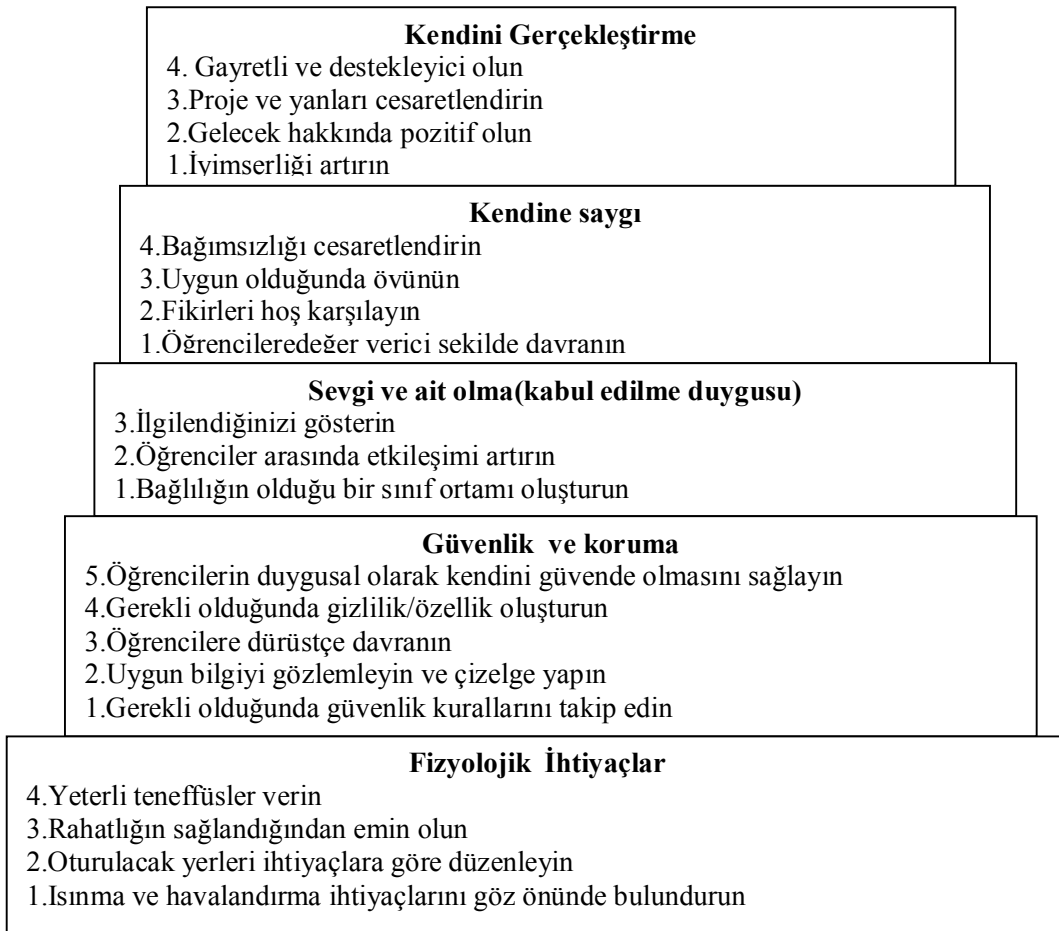 Kendini Gerçekleştirme
4. Gayretli ve destekleyici olun
3.Proje ve yanları cesaretlendirin
2.Gelecek hakkında pozitif olun
1.İyimserliği artırın
Kendine saygı
4.Bağımsızlığı cesaretlendirin
3.Uygun olduğunda övünün
2.Fikirleri hoş karşılayın
1.Öğrencileredeğer verici şekilde davranın
Sevgi ve ait olma(kabul edilme duygusu)
3.İlgilendiğinizi gösterin
2.Öğrenciler arasında etkileşimi artırın
1.Bağlılığın olduğu bir sınıf ortamı oluşturun
Güvenlik ve koruma
5.Öğrencilerin duygusal olarak kendini güvende olmasını sağlayın
4.Gerekli olduğunda gizlilik/özellik oluşturun
3.Öğrencilere dürüstçe davranın
2.Uygun bilgiyi gözlemleyin ve çizelge yapın
1.Gerekli olduğunda güvenlik kurallarını takip edin
Fizyolojik İhtiyaçlar
4.Yeterli teneffüsler verin
3.Rahatlığın sağlandığından emin olun
2.Oturulacak yerleri ihtiyaçlara göre düzenleyin
1.Isınma ve havalandırma ihtiyaçlarını göz önünde bulundurun